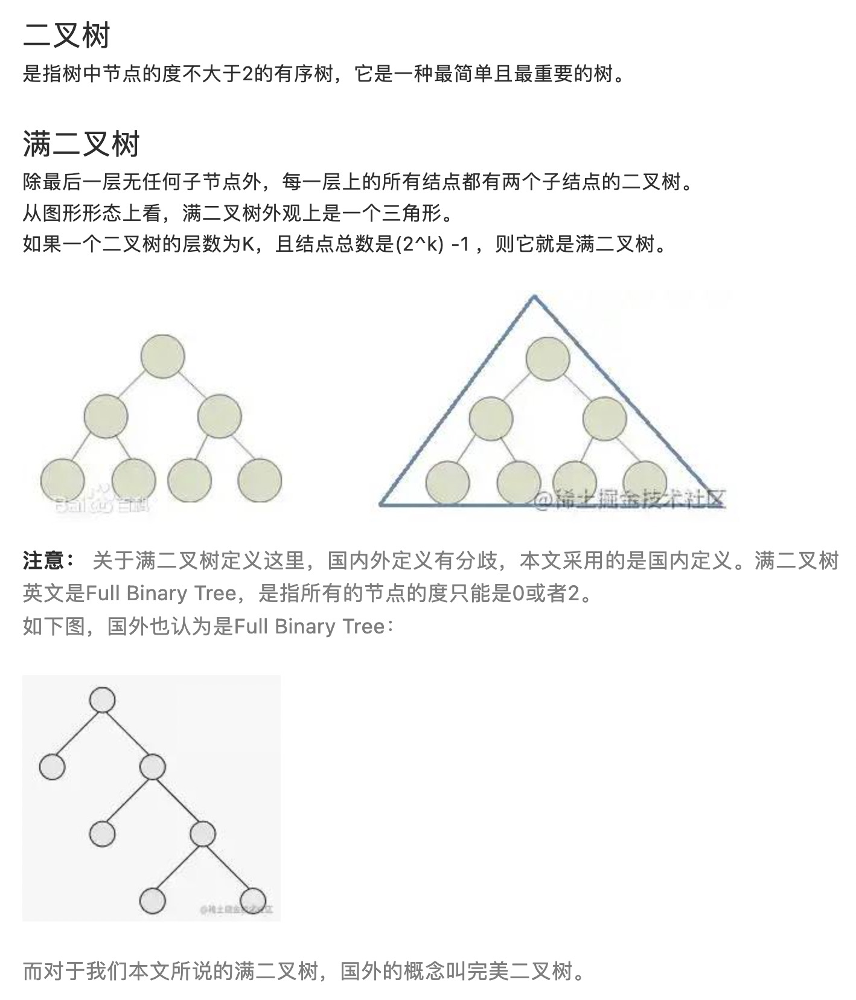 二叉树
是指树中节点的度不大于2的有序树，它是一种最简单且最重要的树。
满二叉树
除最后一层无任何子节点外，每一层上的所有结点都有两个子结点的二叉树。
从图形形态上看，满二叉树外观上是一个三角形。
如果一个二叉树的层数为K，且结点总数是(2^k) -1 ，则它就是满二叉树。
Bai 百科
@稀土掘金技术社区
注意： 关于满二叉树定义这里，国内外定义有分歧，本文采用的是国内定义。满二叉树
英文是Full Binary Tree，是指所有的节点的度只能是0或者2。
如下图，国外也认为是Full Binary Tree：
@稀土掘金技术社区
而对于我们本文所说的满二叉树，国外的概念叫完美二叉树。